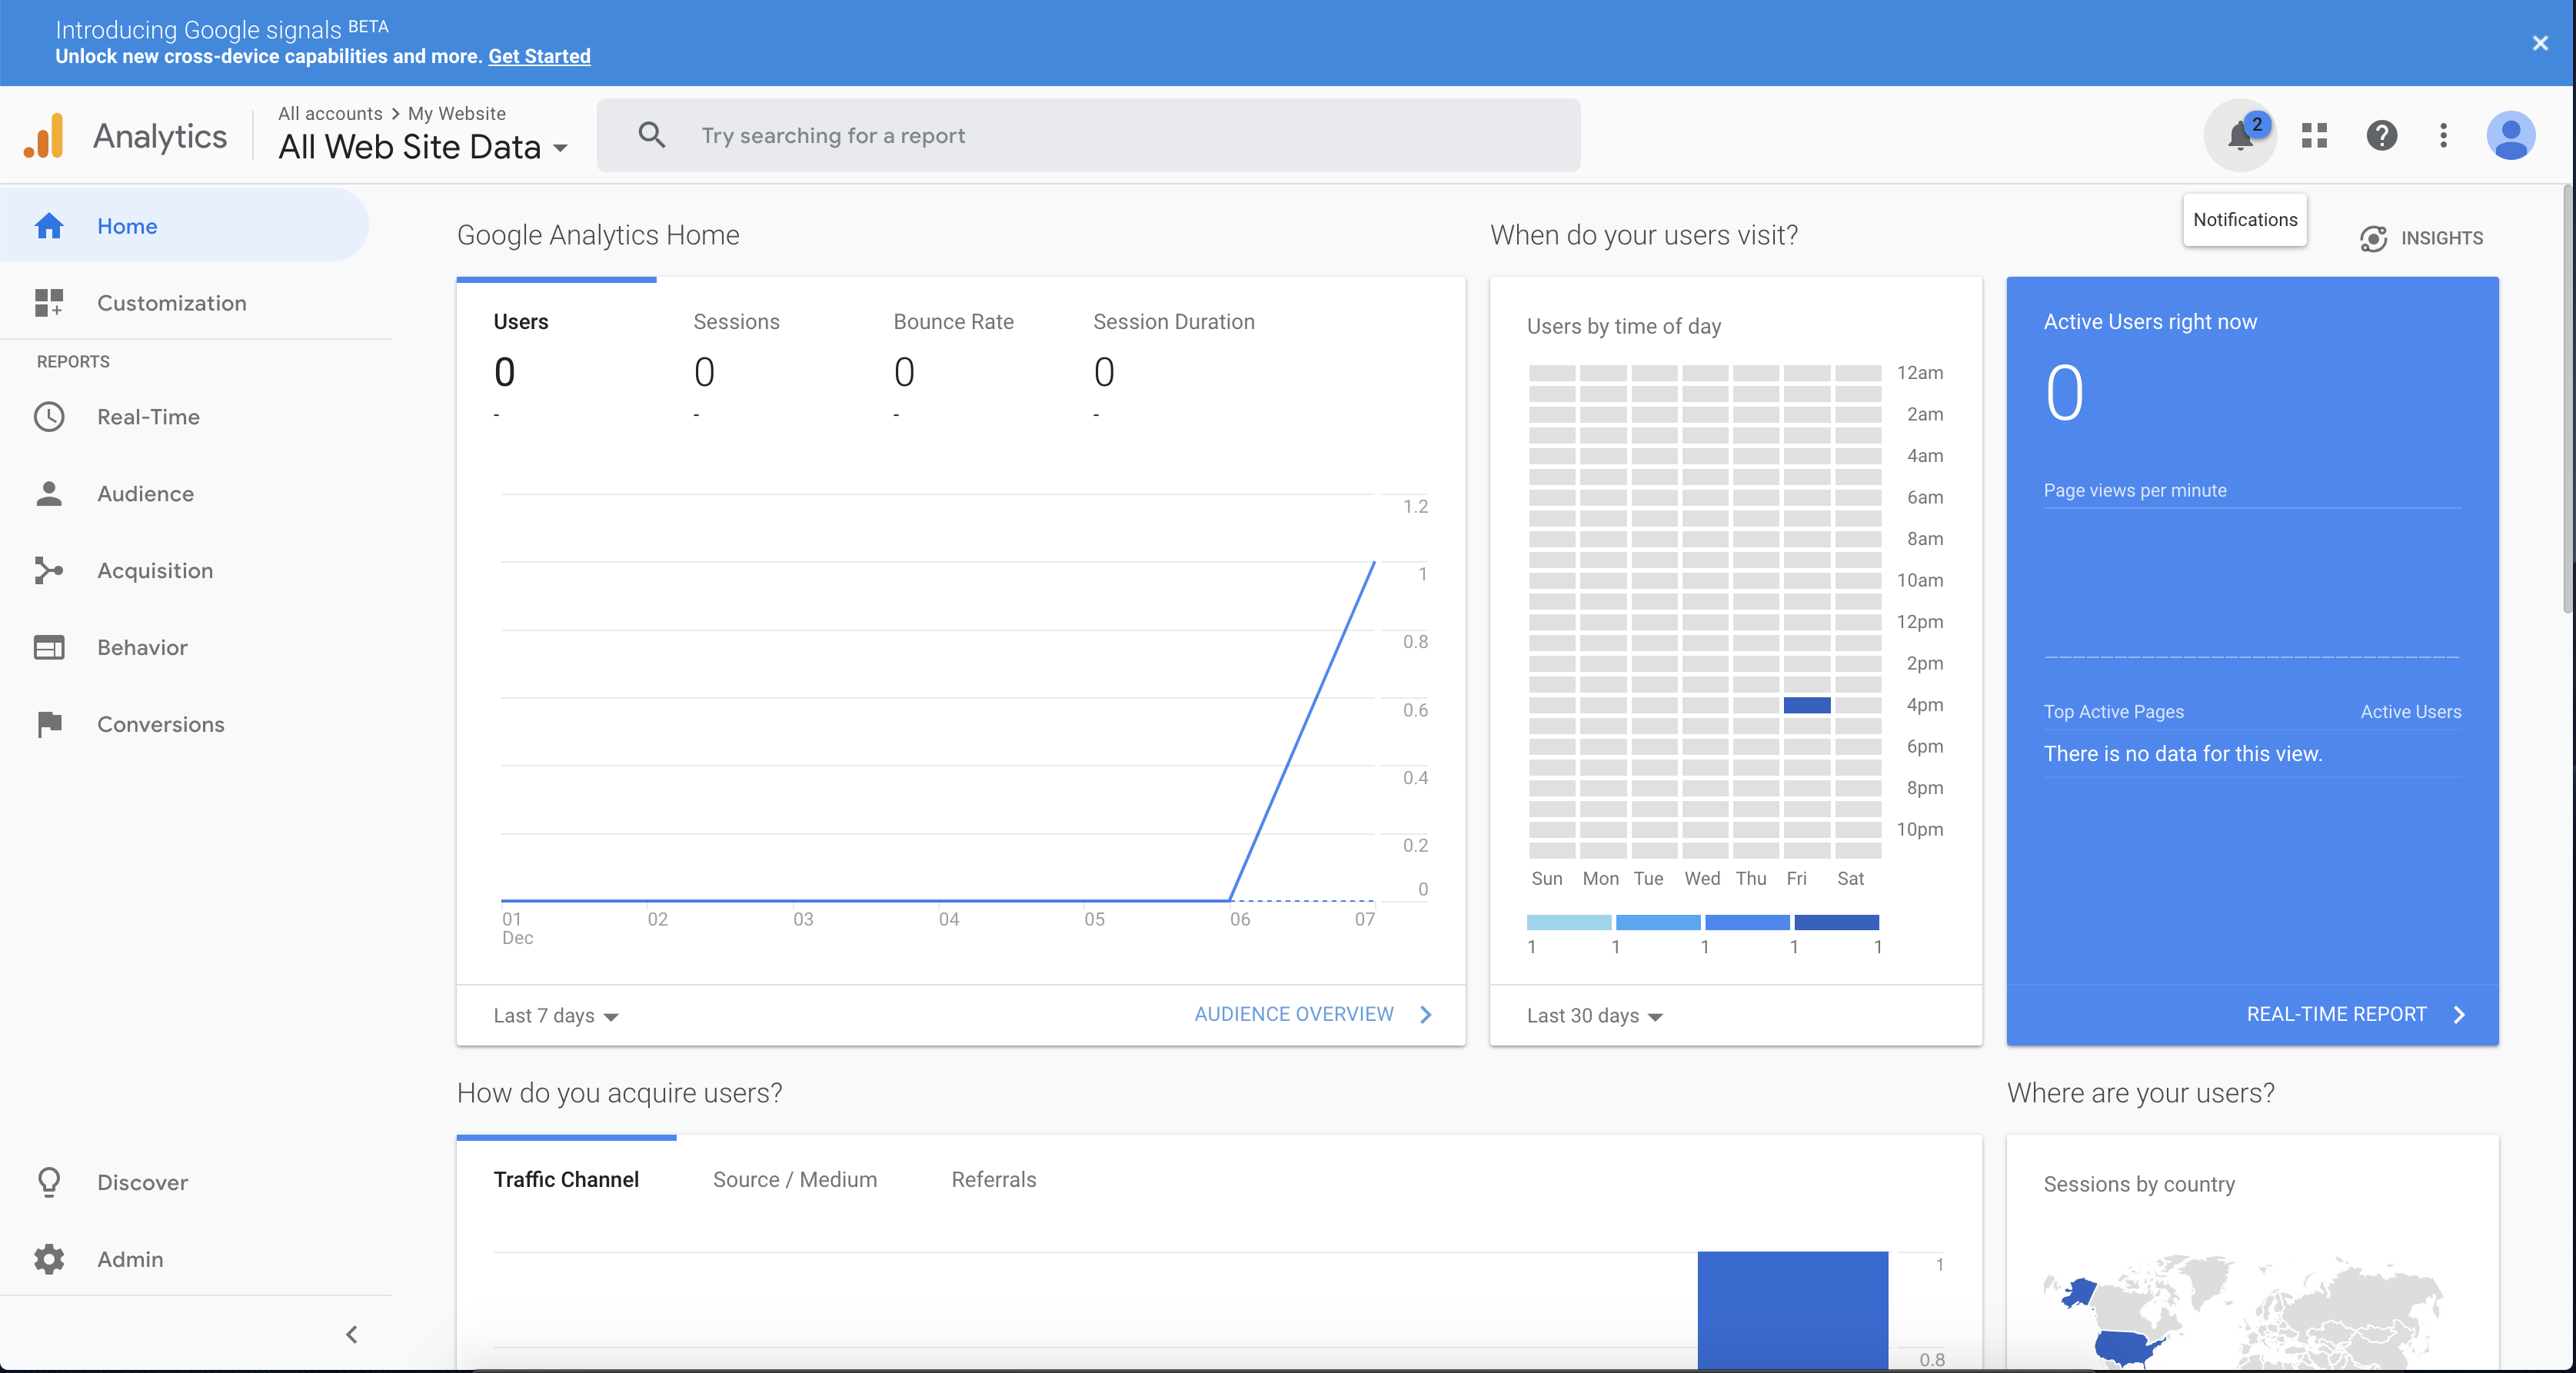 Introducing Google signals BETA
Unlock new cross-device capabilities and more. Get Started
Analytics
All accounts > My Website
All Web Site Data
Try searching for a report
2
Notifications
Home
Customization
REPORTS
Real-Time
Audience
Acquisition
Behavior
Conversions
Discover
Admin
Google Analytics Home
Users
0
-
Sessions
0
-
Bounce Rate
0
-
Session Duration
0
-
1.2
1
0.8
0.6
0.4
0.2
0
01 02 03 04 05 06 07
Dec
Last 7 days
AUDIENCE OVERVIEW
When do your users visit?
INSIGHTS
Users by time of day
12am
2am
4am
6am
8am
10am
12pm
2pm
4pm
6pm
8pm
10pm
Sun Mon Tue Wed Thu Fri Sat
1 1 1 1 1
Last 30 days
Active Users right now
0
Page views per minute
Top Active Pages Active Users
There is no data for this view.
REAL-TIME REPORT
How do you acquire users?
Traffic Channel Source / Medium Referrals
1
0.8
Where are your users?
Sessions by country